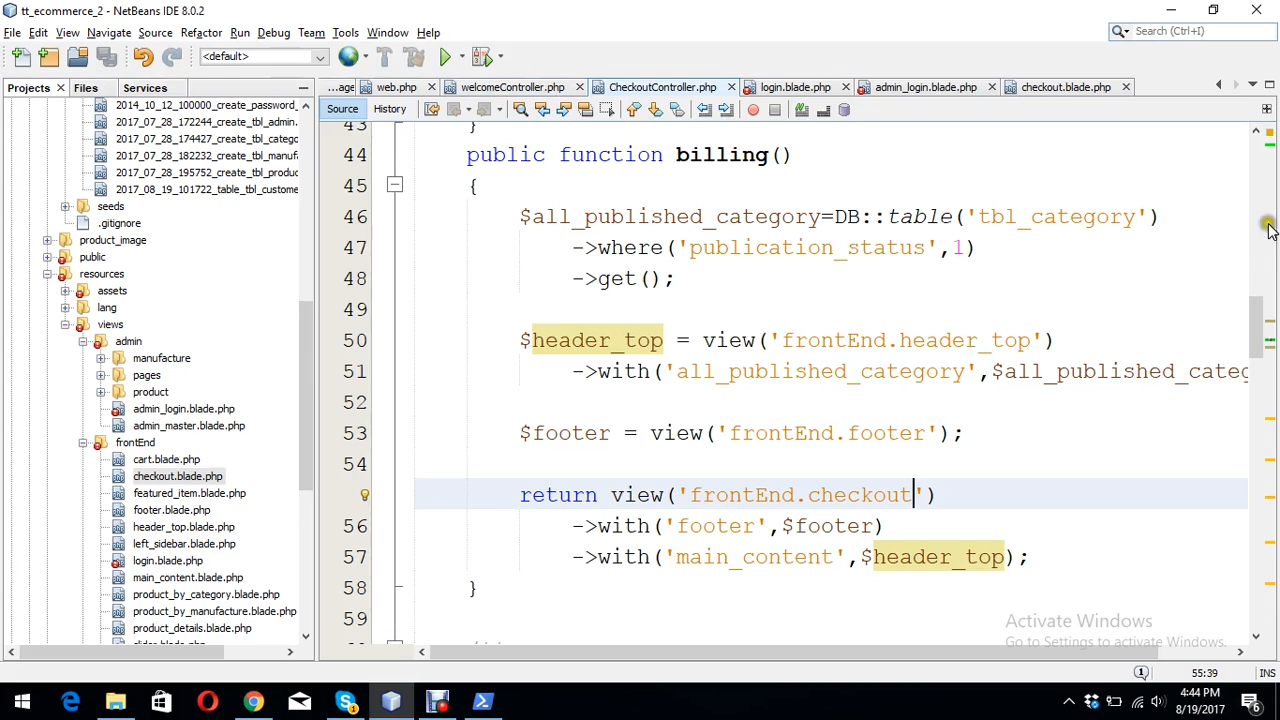 tt_ecommerce_2 - NetBeans IDE 8.0.2
File Edit View Navigate Source Refactor Run Debug Team Tools Window Help
Search (Ctrl+I)
<default>
Projects Files Services
...age web.php welcomeController.php CheckoutController.php login.blade.php admin_login.blade.php checkout.blade.php
Source History
2014_10_12_100000_create_password_
2017_07_28_172244_create_tbl_admin.
2017_07_28_174427_create_tbl_catego
2017_07_28_182232_create_tbl_manufa
2017_07_28_195752_create_tbl_produc
2017_08_19_101722_table_tbl_custome
seeds
.gitignore
product_image
public
resources
assets
lang
views
admin
manufacture
pages
product
admin_login.blade.php
admin_master.blade.php
frontEnd
cart.blade.php
checkout.blade.php
featured_item.blade.php
footer.blade.php
header_top.blade.php
left_sidebar.blade.php
login.blade.php
main_content.blade.php
product_by_category.blade.php
product_by_manufacture.blade.php
product_details.blade.php
slider.blade.php
43 }
44 public function billing()
45 {
46 $all_published_category=DB::table('tbl_category')
47 ->where('publication_status',1)
48 ->get();
49
50 $header_top = view('frontEnd.header_top')
51 ->with('all_published_category',$all_published_categ
52
53 $footer = view('frontEnd.footer');
54
return view('frontEnd.checkout')
56 ->with('footer',$footer)
57 ->with('main_content',$header_top);
58 }
59
Activate Windows
Go to Settings to activate Windows.
1 55:39 INS
4:44 PM
8/19/2017
6